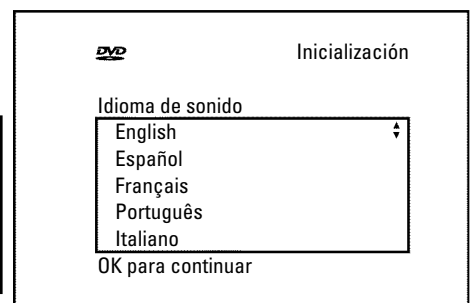 DVD
Inicialización
Idioma de sonido
English
Español
Français
Português
Italiano
OK para continuar